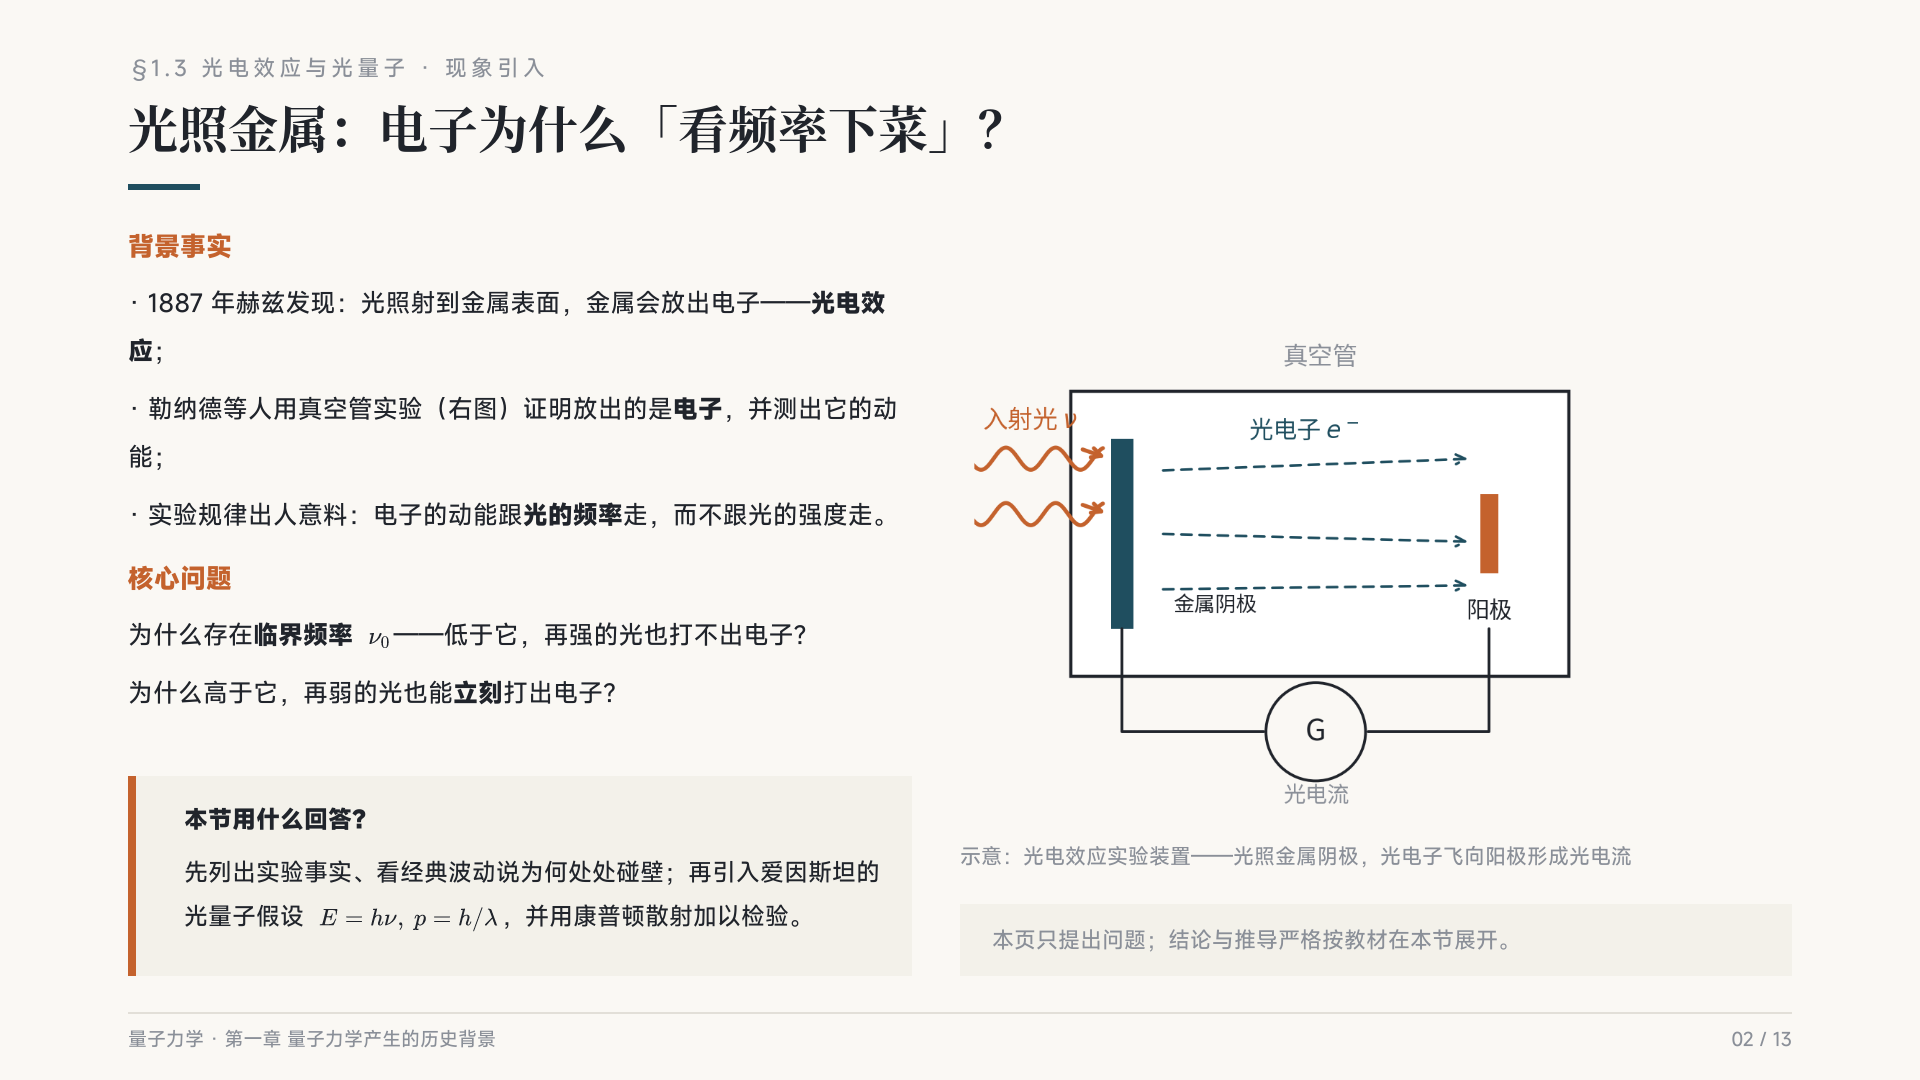 §1.3 光电效应与光量子 · 现象引入
光照金属：电子为什么「看频率下菜」？
背景事实
· 1887 年赫兹发现：光照射到金属表面，金属会放出电子——光电效
应；
· 勒纳德等人用真空管实验（右图）证明放出的是电子，并测出它的动
能；
· 实验规律出人意料：电子的动能跟光的频率走，而不跟光的强度走。
核心问题
为什么存在临界频率 ν₀——低于它，再强的光也打不出电子？
为什么高于它，再弱的光也能立刻打出电子？
本节用什么回答？
先列出实验事实、看经典波动说为何处处碰壁；再引入爱因斯坦的
光量子假设 E = hν, p = h/λ，并用康普顿散射加以检验。
真空管
入射光 ν
光电子 e⁻
金属阴极
阳极
G
光电流
示意：光电效应实验装置——光照金属阴极，光电子飞向阳极形成光电流
本页只提出问题；结论与推导严格按教材在本节展开。
量子力学 · 第一章 量子力学产生的历史背景
02 / 13